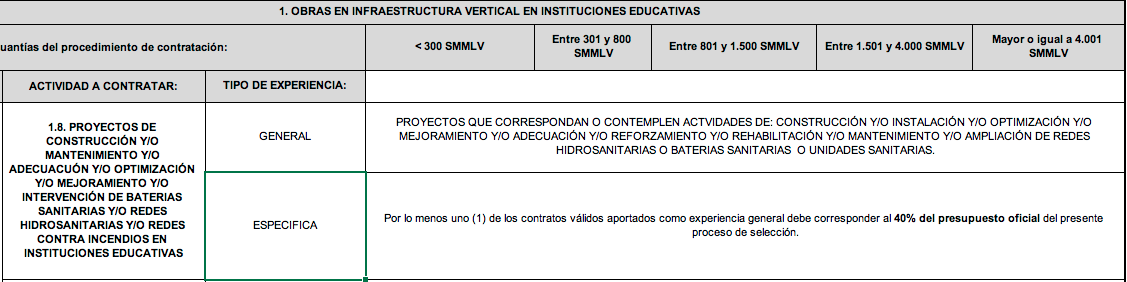 1. OBRAS EN INFRAESTRUCTURA VERTICAL EN INSTITUCIONES EDUCATIVAS
uantías del procedimiento de contratación:
< 300 SMMLV
Entre 301 y 800
SMMLV
Entre 801 y 1.500 SMMLV
Entre 1.501 y 4.000 SMMLV
Mayor o igual a 4.001
SMMLV
ACTIVIDAD A CONTRATAR:
TIPO DE EXPERIENCIA:
1.8. PROYECTOS DE
CONSTRUCCIÓN Y/O
MANTENIMIENTO Y/O
ADECUACUÓN Y/O OPTIMIZACIÓN
Y/O MEJORAMIENTO Y/O
INTERVENCIÓN DE BATERIAS
SANITARIAS Y/O REDES
HIDROSANITARIAS Y/O REDES
CONTRA INCENDIOS EN
INSTITUCIONES EDUCATIVAS
GENERAL
PROYECTOS QUE CORRESPONDAN O CONTEMPLEN ACTVIDADES DE: CONSTRUCCIÓN Y/O INSTALACIÓN Y/O OPTIMIZACIÓN Y/O
MEJORAMIENTO Y/O ADECUACIÓN Y/O REFORZAMIENTO Y/O REHABILITACIÓN Y/O MANTENIMIENTO Y/O AMPLIACIÓN DE REDES
HIDROSANITARIAS O BATERIAS SANITARIAS O UNIDADES SANITARIAS.
ESPECIFICA
Por lo menos uno (1) de los contratos válidos aportados como experiencia general debe corresponder al 40% del presupuesto oficial del presente
proceso de selección.